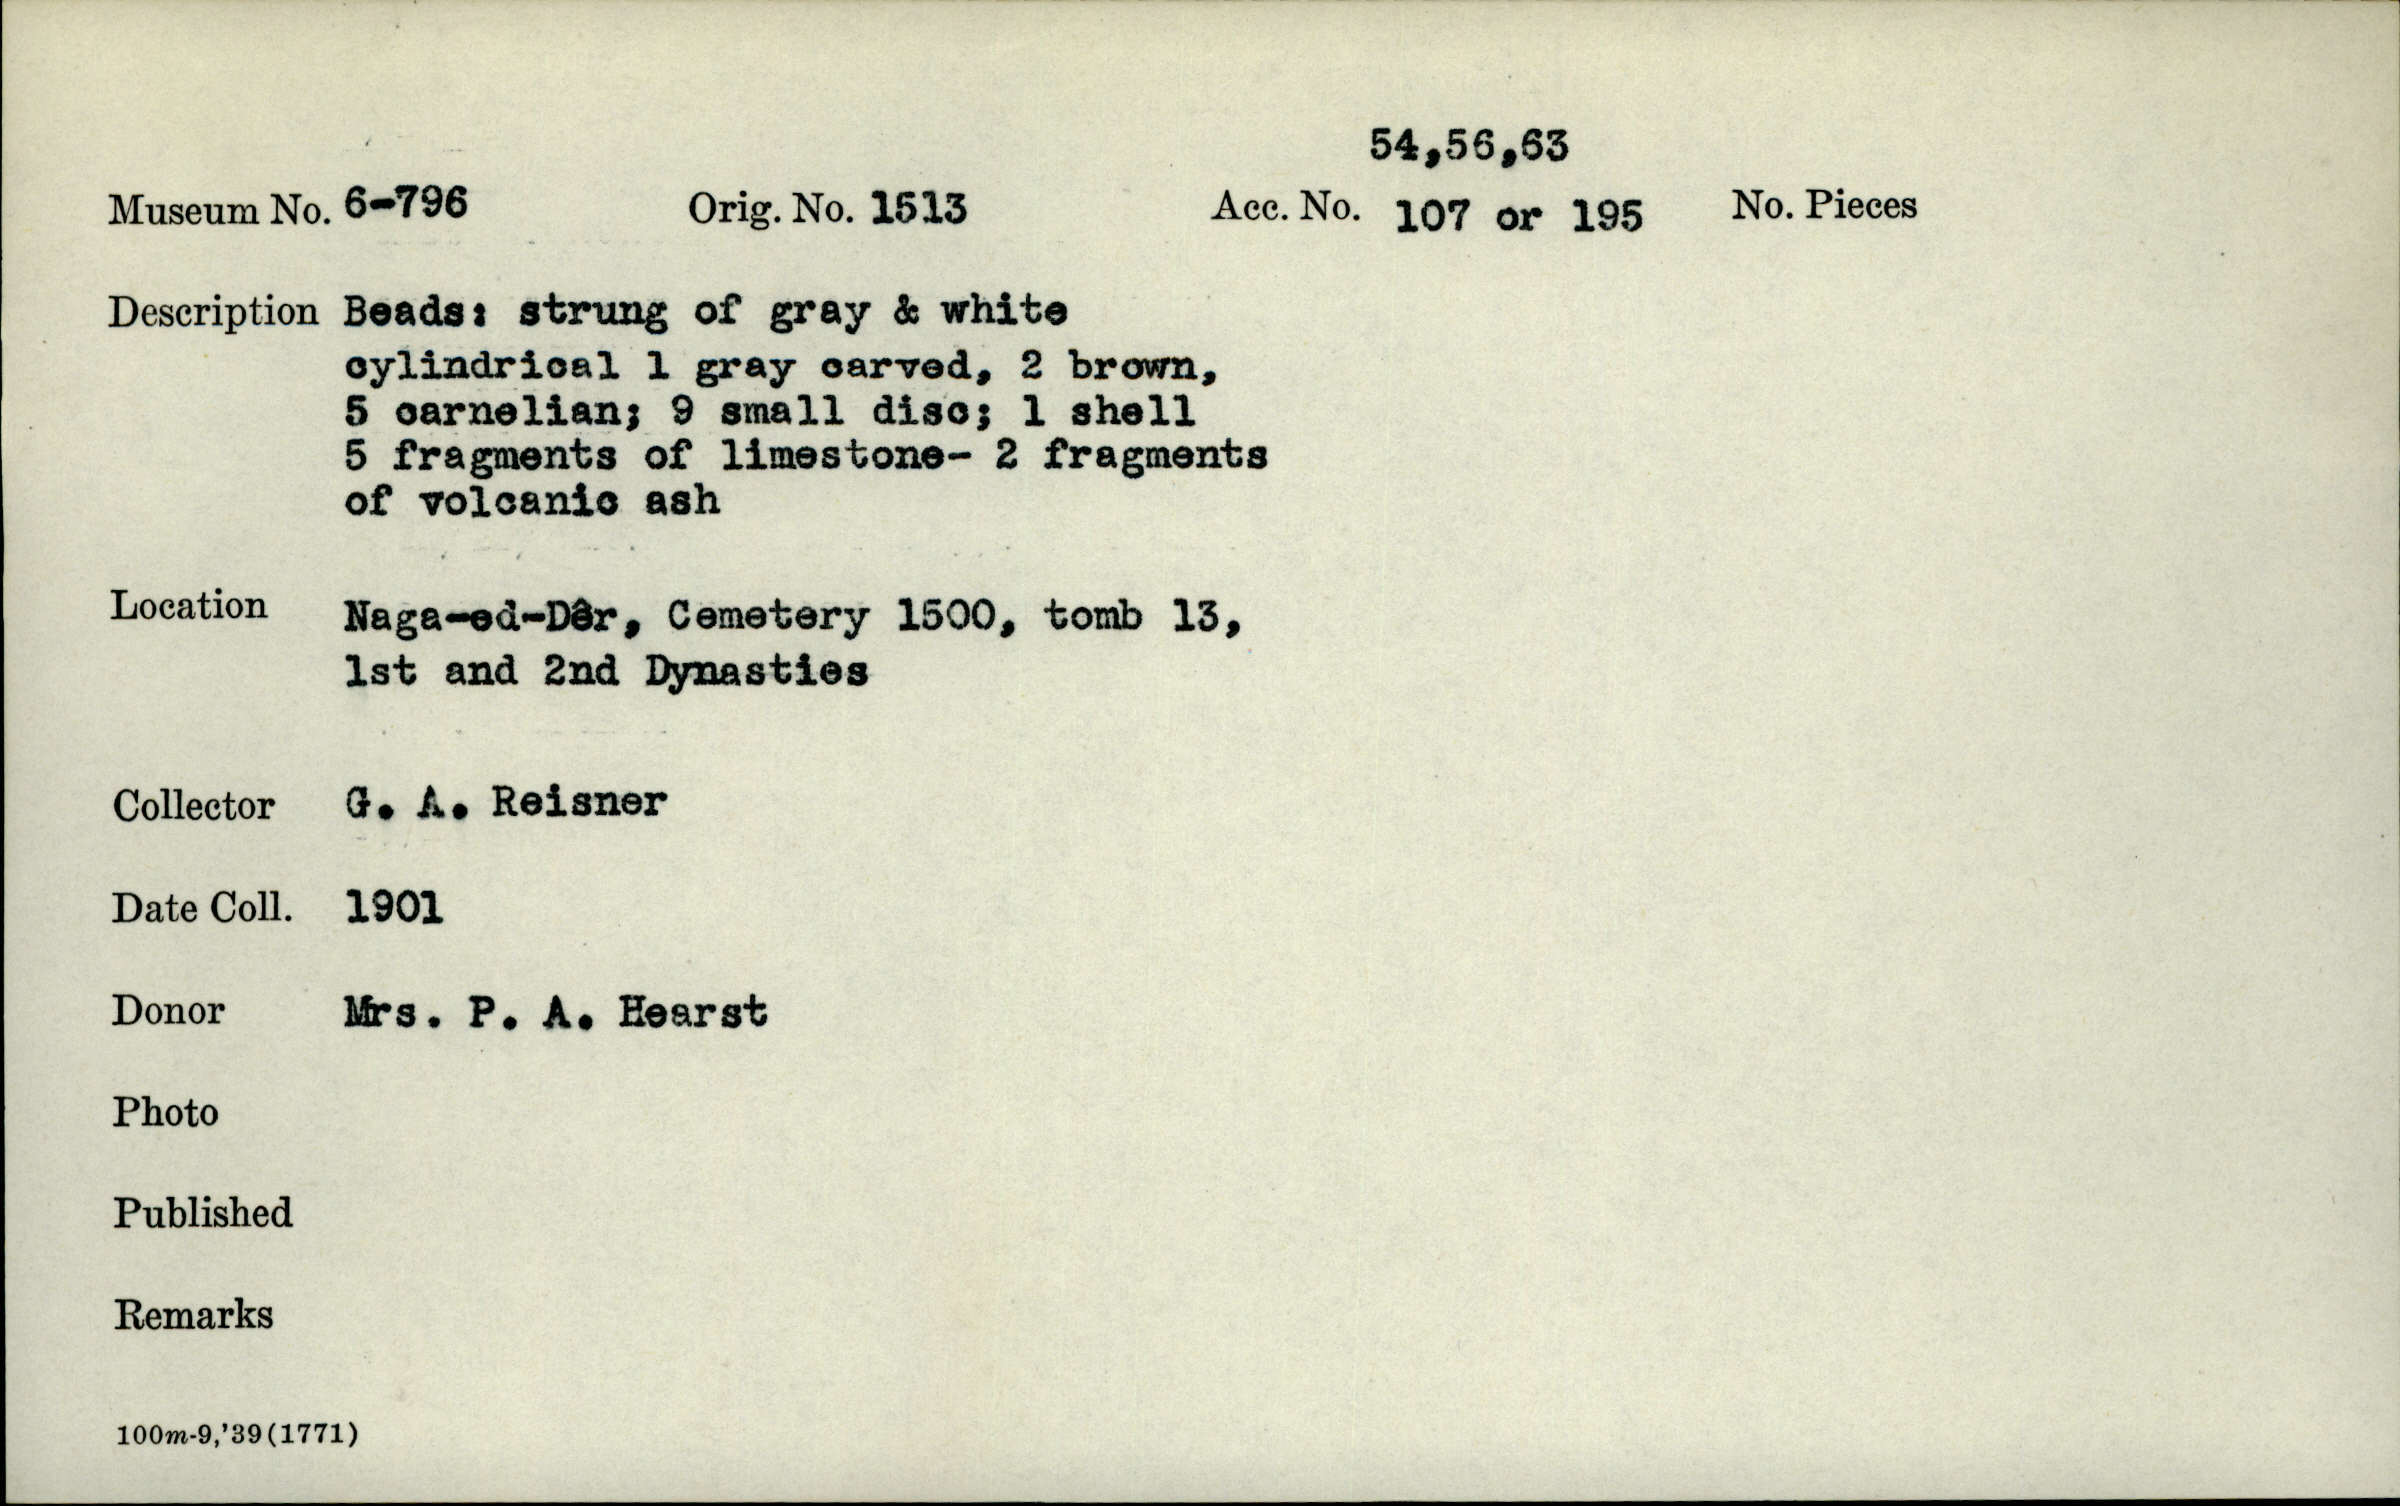 54,56,63
Museum No. 6-796 Orig. No. 1513 Acc. No. 107 or 195 No. Pieces
Description Beads: strung of gray & white
cylindrical 1 gray carved, 2 brown,
5 carnelian; 9 small disc; 1 shell
5 fragments of limestone- 2 fragments
of volcanic ash
Location Naga-ed-Dêr, Cemetery 1500, tomb 13,
1st and 2nd Dynasties
Collector G. A. Reisner
Date Coll. 1901
Donor Mrs. P. A. Hearst
Photo
Published
Remarks
100m-9,'39(1771)